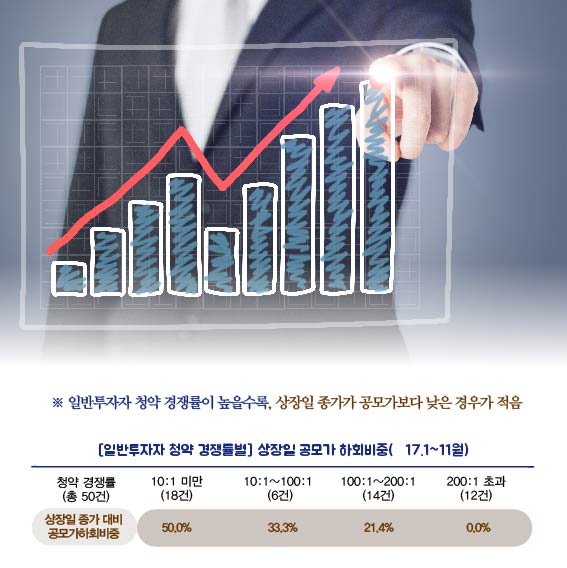 ※ 일반투자자 청약 경쟁률이 높을수록, 상장일 종가가 공모가보다 낮은 경우가 적음
[일반투자자 청약 경쟁률별] 상장일 공모가 하회비중( 17.1~11월)
청약 경쟁률 10:1 미만 10:1~100:1 100:1~200:1 200:1 초과
(총 50건) (18건) (6건) (14건) (12건)
상장일 종가 대비
공모가하회비중 50.0% 33.3% 21.4% 0.0%